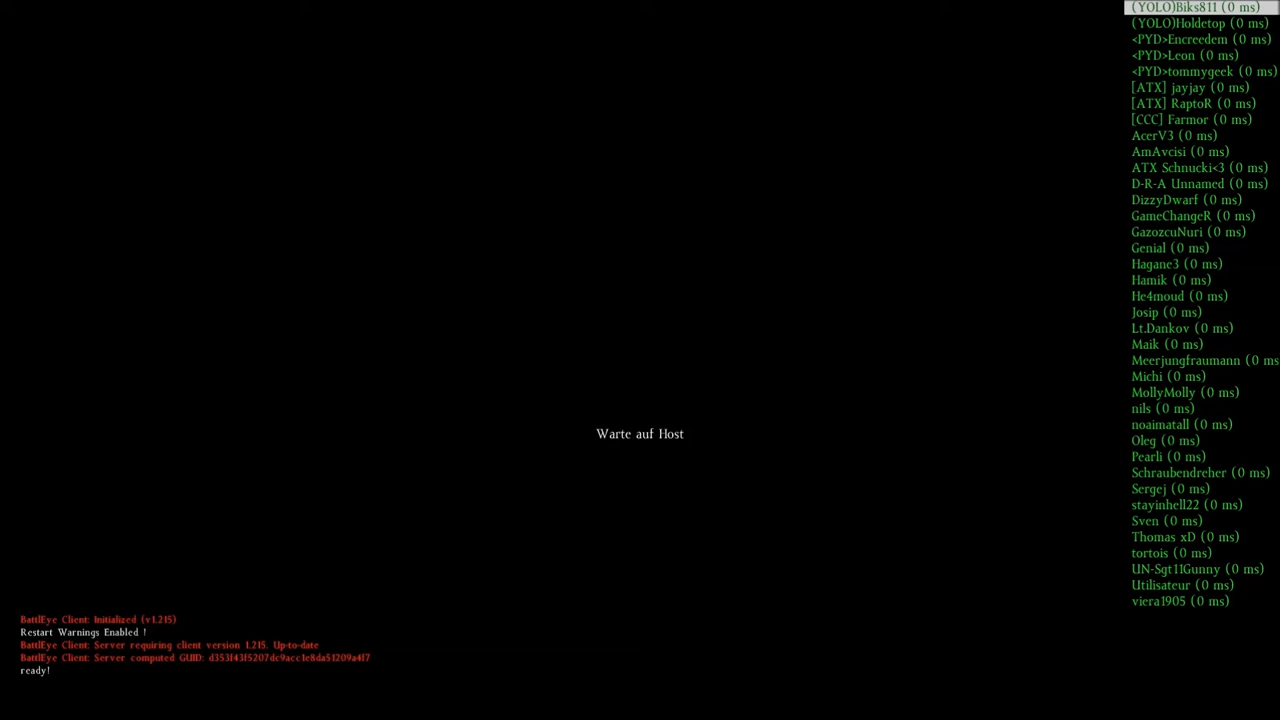 (YOLO)Biks811 (0 ms)
(YOLO)Holdetop (0 ms)
<PYD>Encreedem (0 ms)
<PYD>Leon (0 ms)
<PYD>tommygeek (0 ms)
[ATX] jayjay (0 ms)
[ATX] RaptoR (0 ms)
[CCC] Farmor (0 ms)
AcerV3 (0 ms)
AmAvcisi (0 ms)
ATX Schnucki<3 (0 ms)
D-R-A Unnamed (0 ms)
DizzyDwarf (0 ms)
GameChangeR (0 ms)
GazozcuNuri (0 ms)
Genial (0 ms)
Hagane3 (0 ms)
Hamik (0 ms)
He4moud (0 ms)
Josip (0 ms)
Lt.Dankov (0 ms)
Maik (0 ms)
Meerjungfraumann (0 ms
Michi (0 ms)
MollyMolly (0 ms)
nils (0 ms)
noaimatall (0 ms)
Warte auf Host
Oleg (0 ms)
Pearli (0 ms)
Schraubendreher (0 ms)
Sergej (0 ms)
stayinhell22 (0 ms)
Sven (0 ms)
Thomas xD (0 ms)
tortois (0 ms)
UN-Sgt11Gunny (0 ms)
Utilisateur (0 ms)
viera1905 (0 ms)
BattlEye Client: Initialized (v1.215)
Restart Warnings Enabled !
BattlEye Client: Server requiring client version 1.215. Up-to-date
BattlEye Client: Server computed GUID: d353f43f5207dc9acc1e8da51209a4f7
ready!